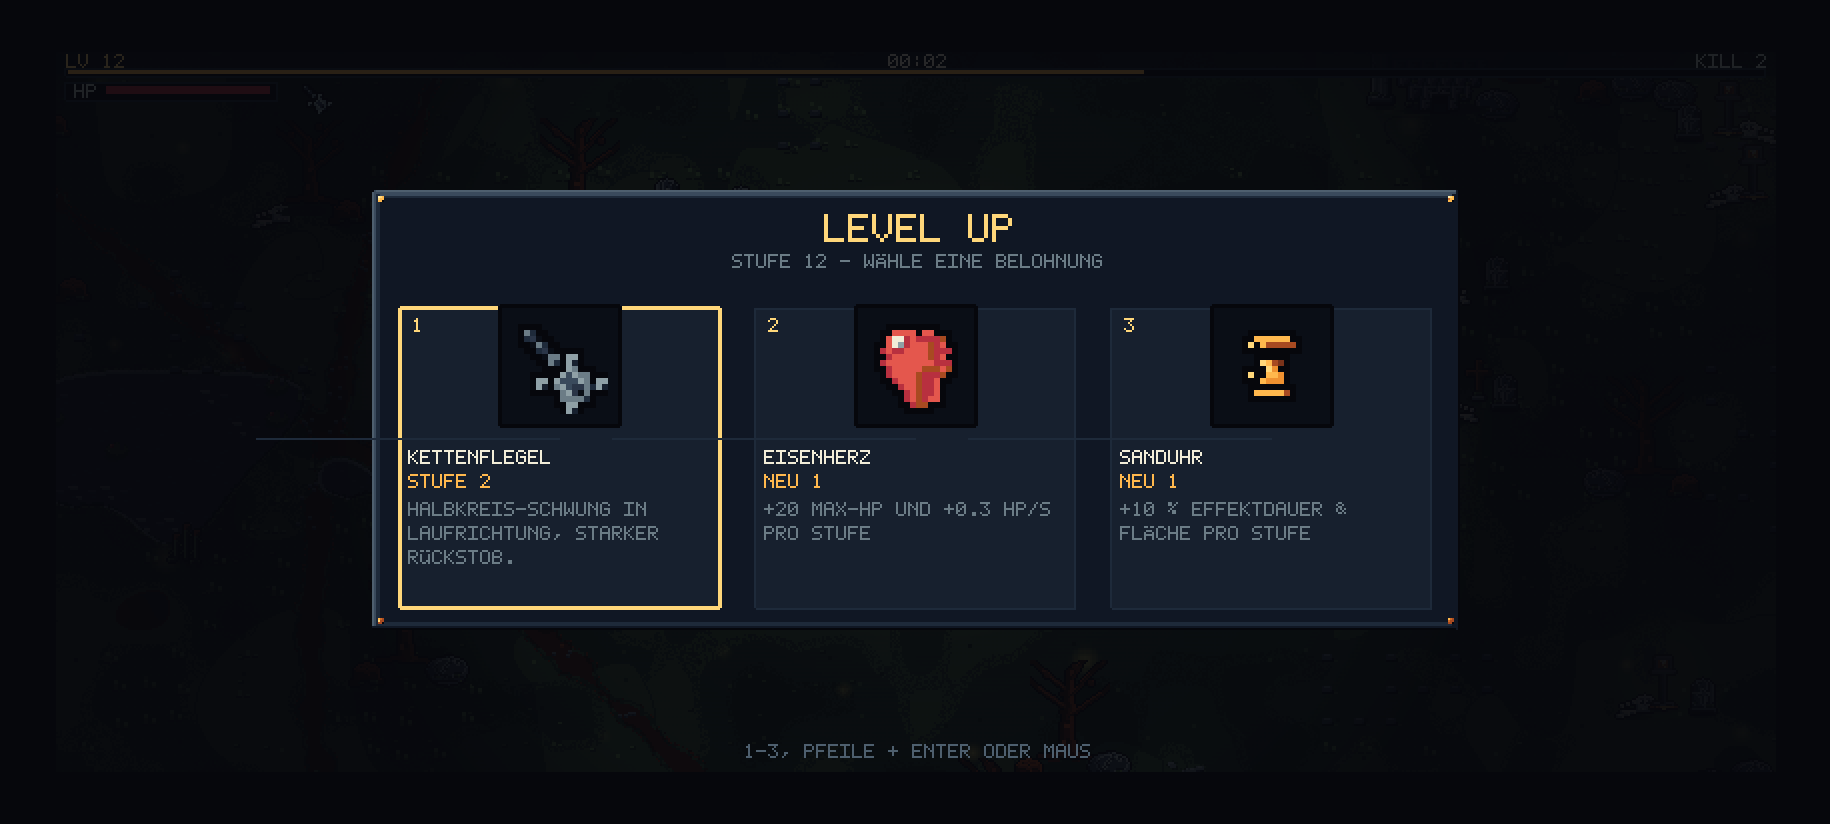 LV 12
00:02
KILL 2
HP
LEVEL UP
STUFE 12 - WÄHLE EINE BELOHNUNG
1
2
3
KETTENFLEGEL
STUFE 2
HALBKREIS-SCHWUNG IN
LAUFRICHTUNG, STARKER
RÜCKSTOB.
EISENHERZ
NEU 1
+20 MAX-HP UND +0.3 HP/S
PRO STUFE
SANDUHR
NEU 1
+10 % EFFEKTDAUER &
FLÄCHE PRO STUFE
1-3, PFEILE + ENTER ODER MAUS